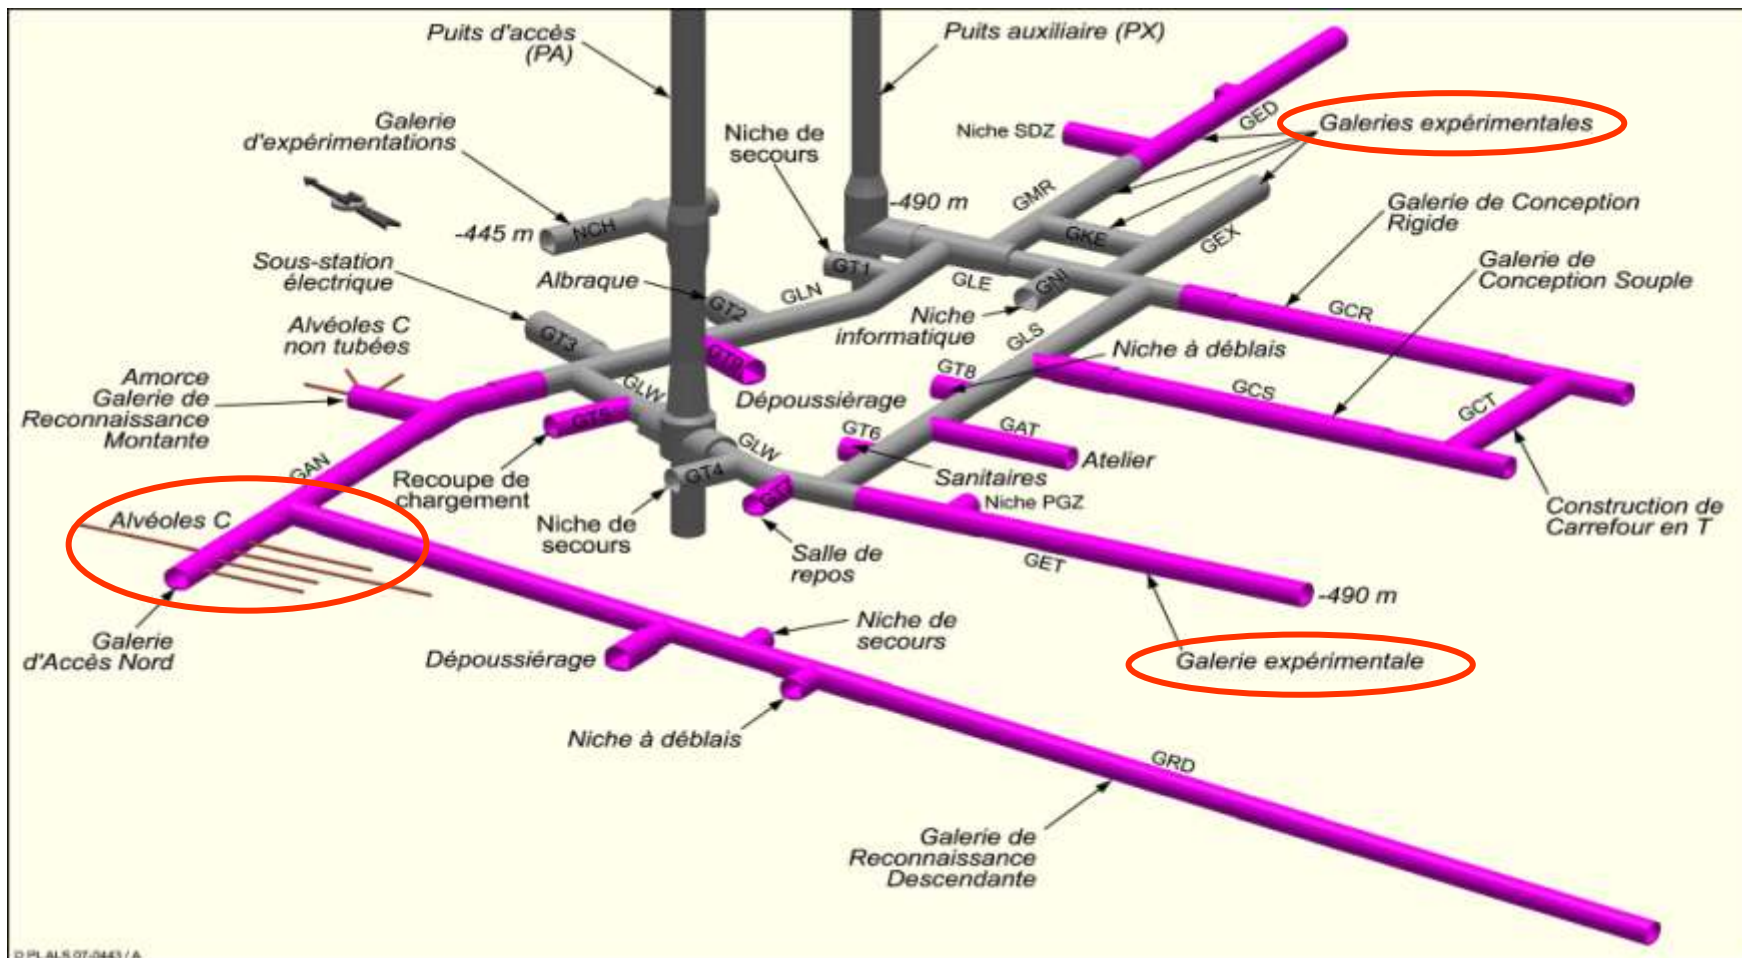 Puits d'accès
(PA)
Puits auxiliaire (PX)
Galerie
d'expérimentations
Niche de
secours
Niche SDZ
GED
Galeries expérimentales
-490 m
GMR
Galerie de Conception
Rigide
-445 m
NCH
GKE
GEX
Sous-station
électrique
Albraque
GT1
GLN
GLE
GNI
Galerie de
Conception Souple
GT2
GCR
Niche
informatique
Alvéoles C
non tubées
GT3
GLS
Niche à déblais
Amorce
Galerie de
Reconnaissance
Montante
GLW
GT8
GCS
Dépoussiérage
GCT
GT5
GAT
GT6
Atelier
GAN
GLW
GT4
Sanitaires
Recoupe de
chargement
Niche PGZ
Construction de
Carrefour en T
Alvéoles C
Niche de
secours
Salle de
repos
GET
-490 m
Galerie
d'Accès Nord
Niche de
secours
Dépoussiérage
Galerie expérimentale
Niche à déblais
GRD
Galerie de
Reconnaissance
Descendante